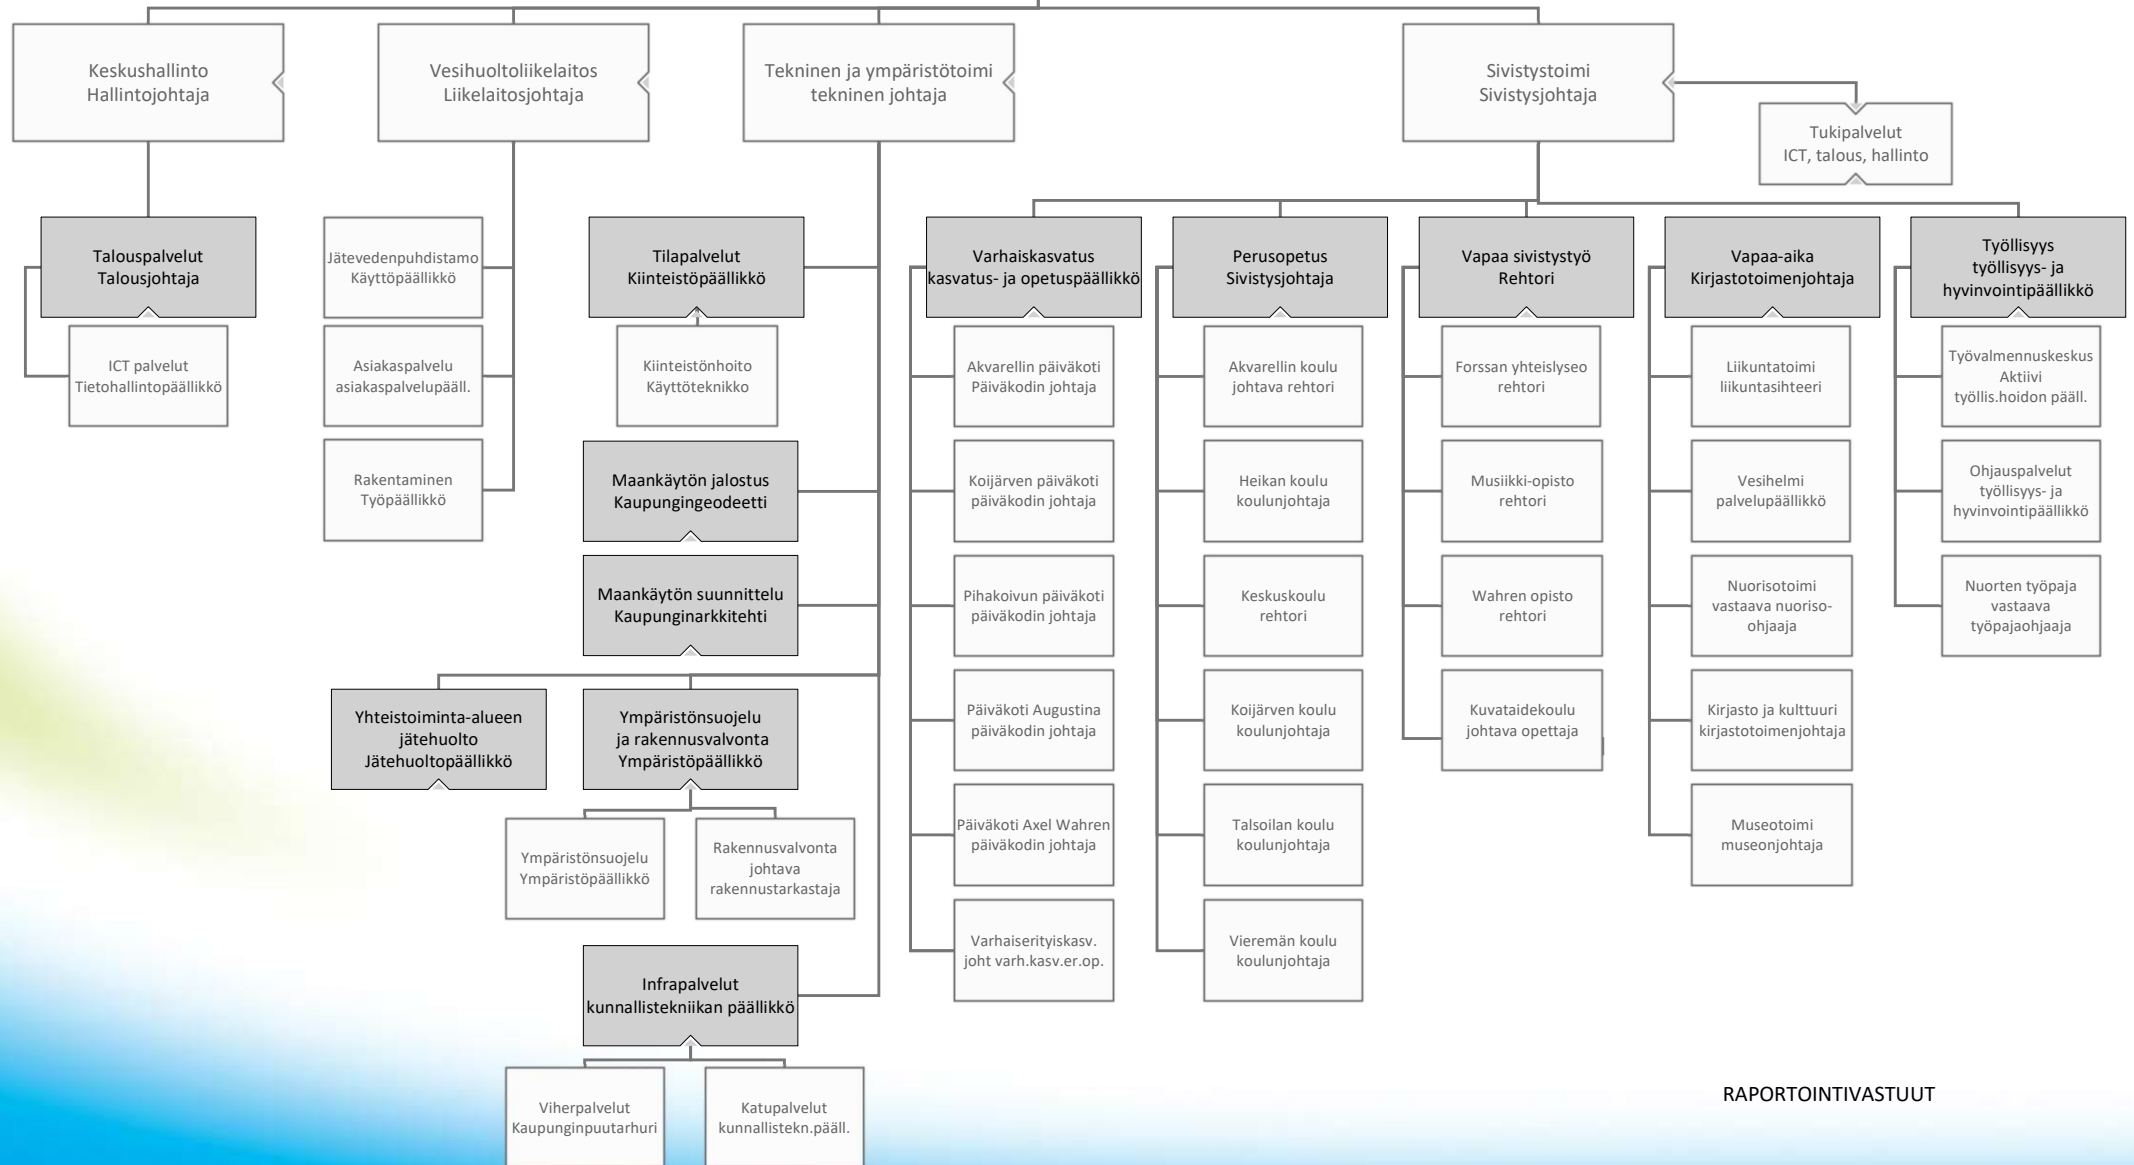 Keskushallinto
Hallintojohtaja
Vesihuoltoliikelaitos
Liikelaitosjohtaja
Tekninen ja ympäristötoimi
tekninen johtaja
Sivistystoimi
Sivistysjohtaja
Tukipalvelut
ICT, talous, hallinto
Talouspalvelut
Talousjohtaja
ICT palvelut
Tietohallintopäällikkö
Jätevedenpuhdistamo
Käyttöpäällikkö
Asiakaspalvelu
asiakaspalvelupääll.
Rakentaminen
Työpäällikkö
Tilapalvelut
Kiinteistöpäällikkö
Kiinteistönhoito
Käyttöteknikko
Maankäytön jalostus
Kaupungingeodeetti
Maankäytön suunnittelu
Kaupunginarkkitehti
Yhteistoiminta-alueen
jätehuolto
Jätehuoltopäällikkö
Ympäristönsuojelu
ja rakennusvalvonta
Ympäristöpäällikkö
Ympäristönsuojelu
Ympäristöpäällikkö
Rakennusvalvonta
johtava
rakennustarkastaja
Infrapalvelut
kunnallistekniikan päällikkö
Viherpalvelut
Kaupunginpuutarhuri
Katupalvelut
kunnallistekn.pääll.
Varhaiskasvatus
kasvatus- ja opetuspäällikkö
Akvarellin päiväkoti
Päiväkodin johtaja
Koijärven päiväkoti
päiväkodin johtaja
Pihakoivun päiväkoti
päiväkodin johtaja
Päiväkoti Augustina
päiväkodin johtaja
Päiväkoti Axel Wahren
päiväkodin johtaja
Varhaiserityiskasv.
joht varh.kasv.er.op.
Perusopetus
Sivistysjohtaja
Akvarellin koulu
johtava rehtori
Heikan koulu
koulunjohtaja
Keskuskoulu
rehtori
Koijärven koulu
koulunjohtaja
Talsoilan koulu
koulunjohtaja
Vieremän koulu
koulunjohtaja
Vapaa sivistystyö
Rehtori
Forssan yhteislyseo
rehtori
Musiikki-opisto
rehtori
Wahren opisto
rehtori
Kuvataidekoulu
johtava opettaja
Vapaa-aika
Kirjastotoimenjohtaja
Liikuntatoimi
liikuntasihteeri
Vesihelmi
palvelupäällikkö
Nuorisotoimi
vastaava nuoriso-
ohjaaja
Kirjasto ja kulttuuri
kirjastotoimenjohtaja
Museotoimi
museonjohtaja
Työllisyys
työllisyys- ja
hyvinvointipäällikkö
Työvalmennuskeskus
Aktiivi
työllis.hoidon pääll.
Ohjauspalvelut
työllisyys- ja
hyvinvointipäällikkö
Nuorten työpaja
vastaava
työpajaohjaaja
RAPORTOINTIVASTUUT